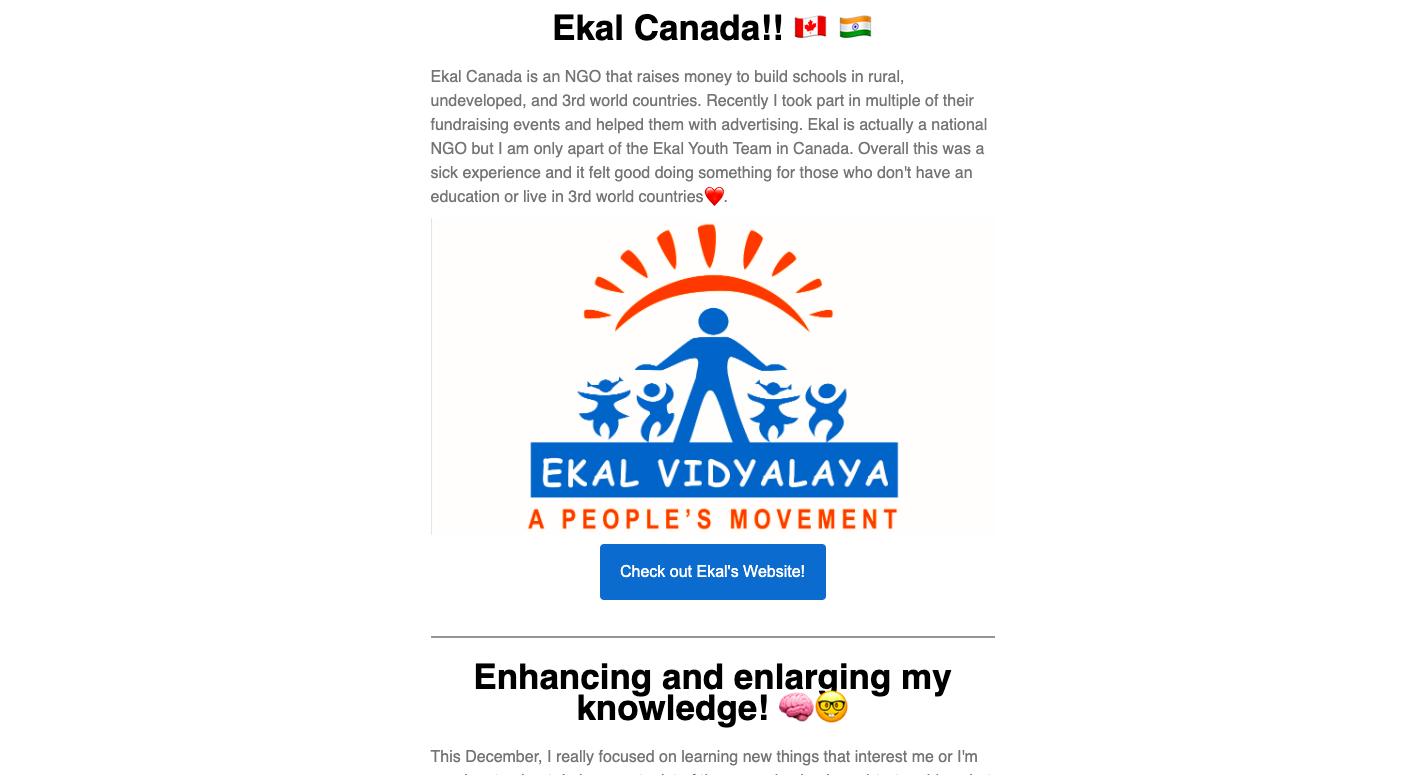 Ekal Canada!! 🇨🇦 🇮🇳
Ekal Canada is an NGO that raises money to build schools in rural,
undeveloped, and 3rd world countries. Recently I took part in multiple of their
fundraising events and helped them with advertising. Ekal is actually a national
NGO but I am only apart of the Ekal Youth Team in Canada. Overall this was a
sick experience and it felt good doing something for those who don't have an
education or live in 3rd world countries❤️.
EKAL VIDYALAYA
A PEOPLE'S MOVEMENT
Check out Ekal's Website!
Enhancing and enlarging my
knowledge! 🧠🤓
This December, I really focused on learning new things that interest me or I'm